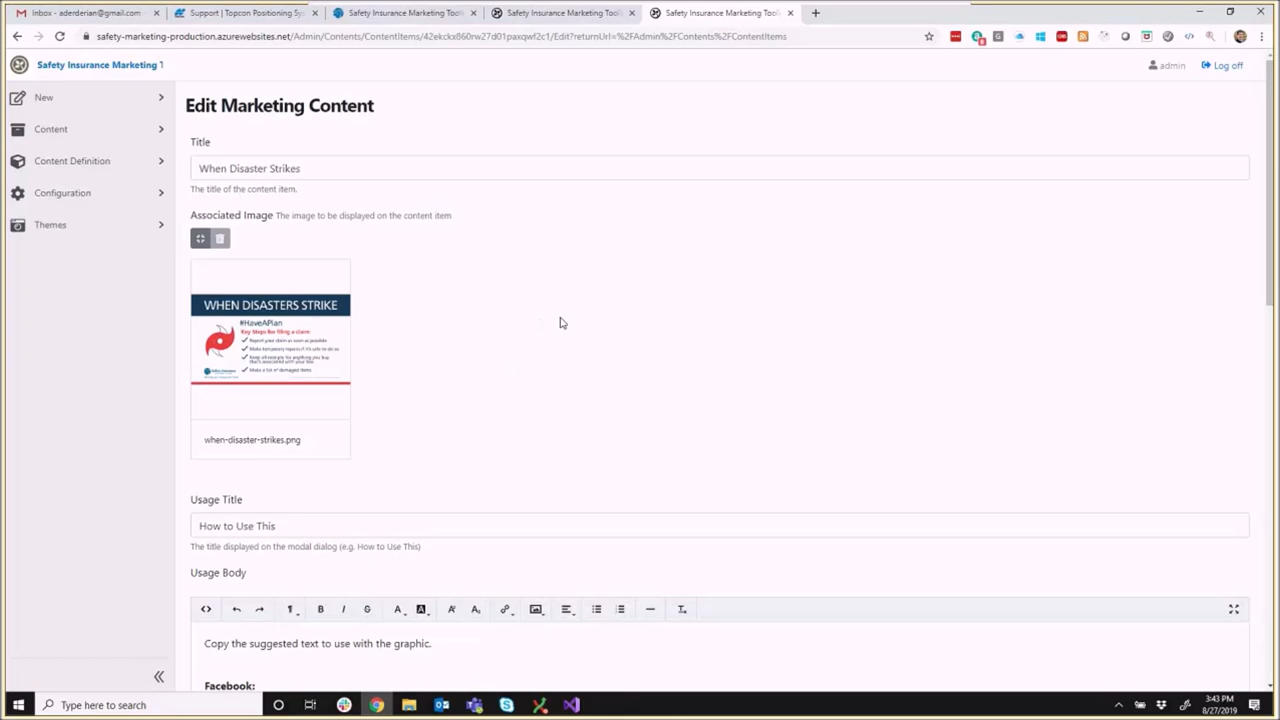 Inbox - aderderian@gmail.com
Support | Topcon Positioning Sy
Safety Insurance Marketing Tool
Safety Insurance Marketing Tool
Safety Insurance Marketing Tool
safety-marketing-production.azurewebsites.net/Admin/Contents/ContentItems/42ekckx860rw27d01paxqwf2c1/Edit?returnUrl=%2FAdmin%2FContents%2FContentItems
Safety Insurance Marketing 1
admin
Log off
New
Content
Content Definition
Configuration
Themes
Edit Marketing Content
Title
When Disaster Strikes
The title of the content item.
Associated Image The image to be displayed on the content item
WHEN DISASTERS STRIKE
#HaveAPlan
Key Steps for filing a claim:
Report your claim as soon as possible
Make temporary repairs if it's safe to do so
Keep all receipts for anything you buy
that's associated with your loss
Make a list of damaged items
Safety Insurance
when-disaster-strikes.png
Usage Title
How to Use This
The title displayed on the modal dialog (e.g. How to Use This)
Usage Body
Copy the suggested text to use with the graphic.
Facebook:
Type here to search
3:43 PM
8/27/2019